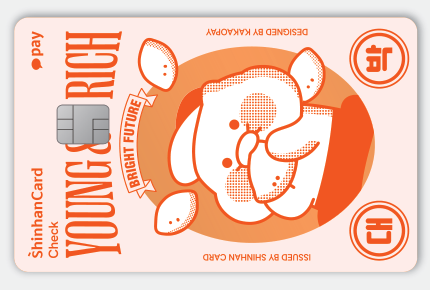 pay
ShinhanCard
Check
YOUNG & RICH
BRIGHT FUTURE
DESIGNED BY KAKAOPAY
ISSUED BY SHINHAN CARD